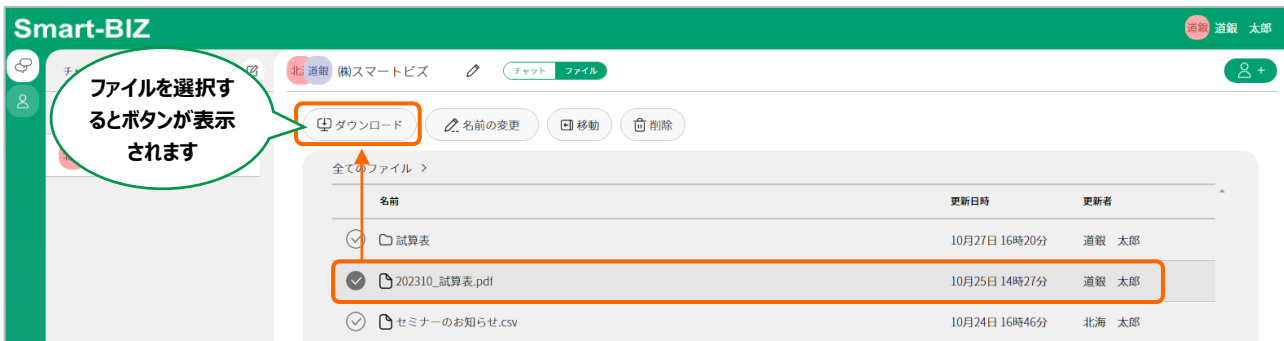 Smart-BIZ
道銀 道銀 太郎
道銀 ㈱スマートビズ チャット ファイル
ファイルを選択す
るとボタンが表示
されます
ダウンロード 名前の変更 移動 削除
全てのファイル >
名前 更新日時 更新者
試算表 10月27日 16時20分 道銀 太郎
202310_試算表.pdf 10月25日 14時27分 道銀 太郎
セミナーのお知らせ.csv 10月24日 16時46分 北海 太郎